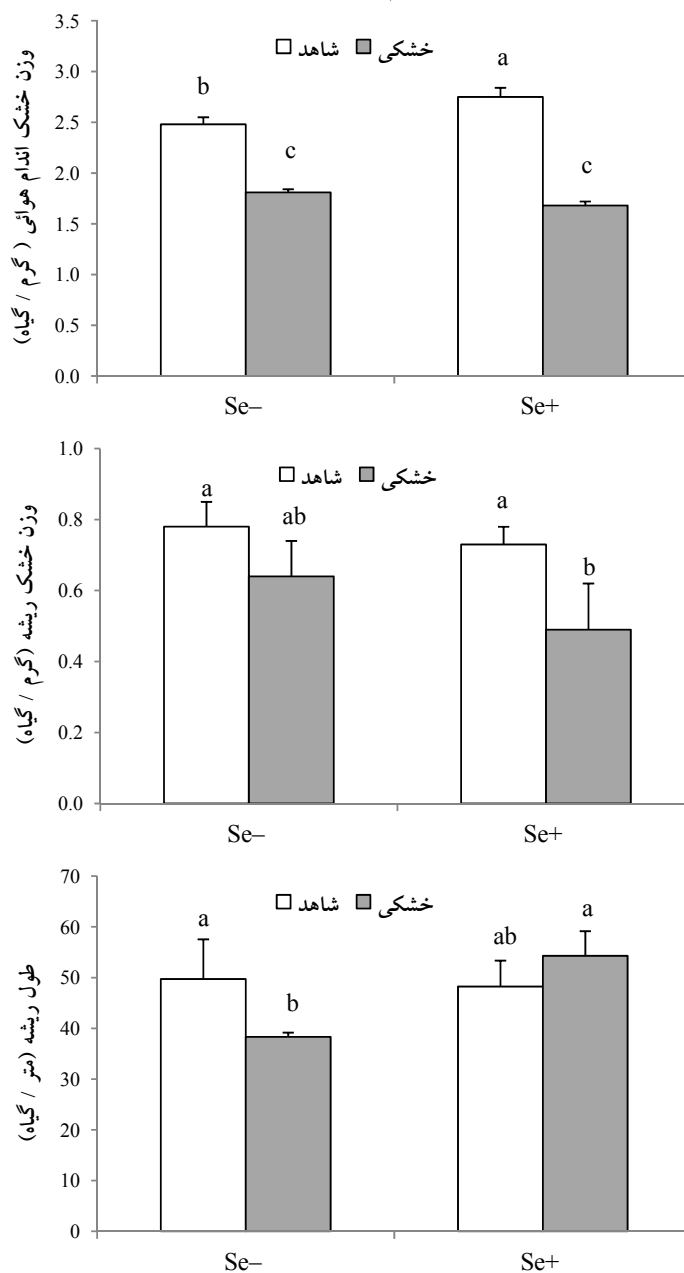 وزن خشک اندام هوائی ( گرم / گیاه)
شاهد خشکی
3.5
3.0
2.5
2.0
1.5
1.0
0.5
0.0
b
c
a
c
Se– Se+
وزن خشک ریشه (گرم / گیاه)
شاهد خشکی
1.0
0.8
0.6
0.4
0.2
0.0
a
ab
a
b
Se– Se+
طول ریشه (متر / گیاه)
شاهد خشکی
70
60
50
40
30
20
10
0
a
b
ab
a
Se– Se+